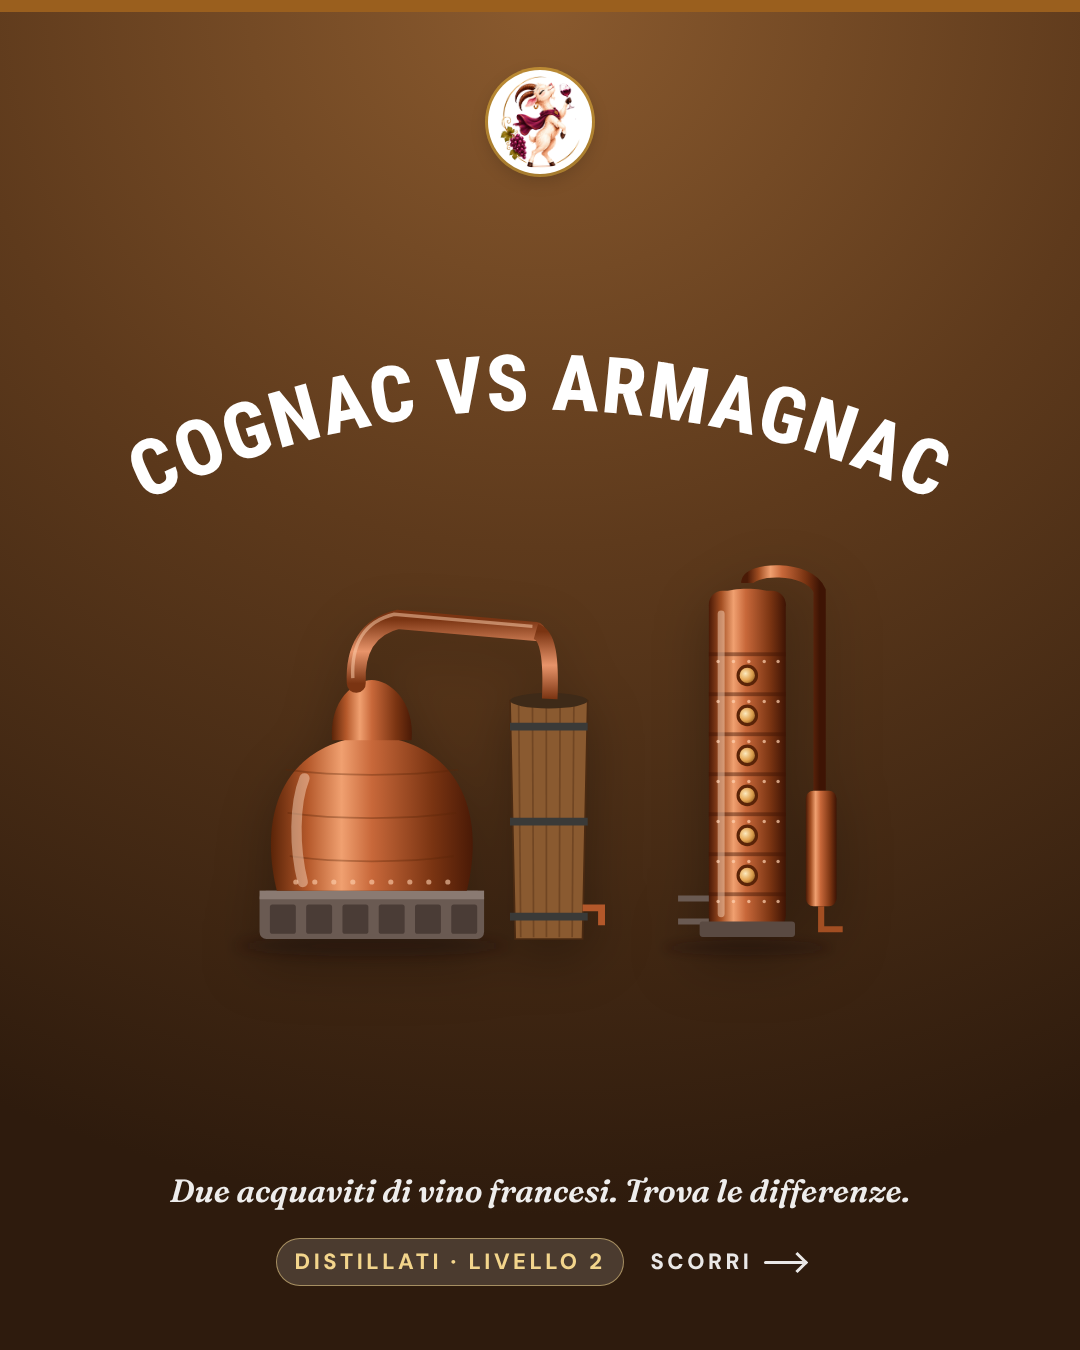 COGNAC VS ARMAGNAC
Due acquaviti di vino francesi. Trova le differenze.
DISTILLATI · LIVELLO 2
SCORRI